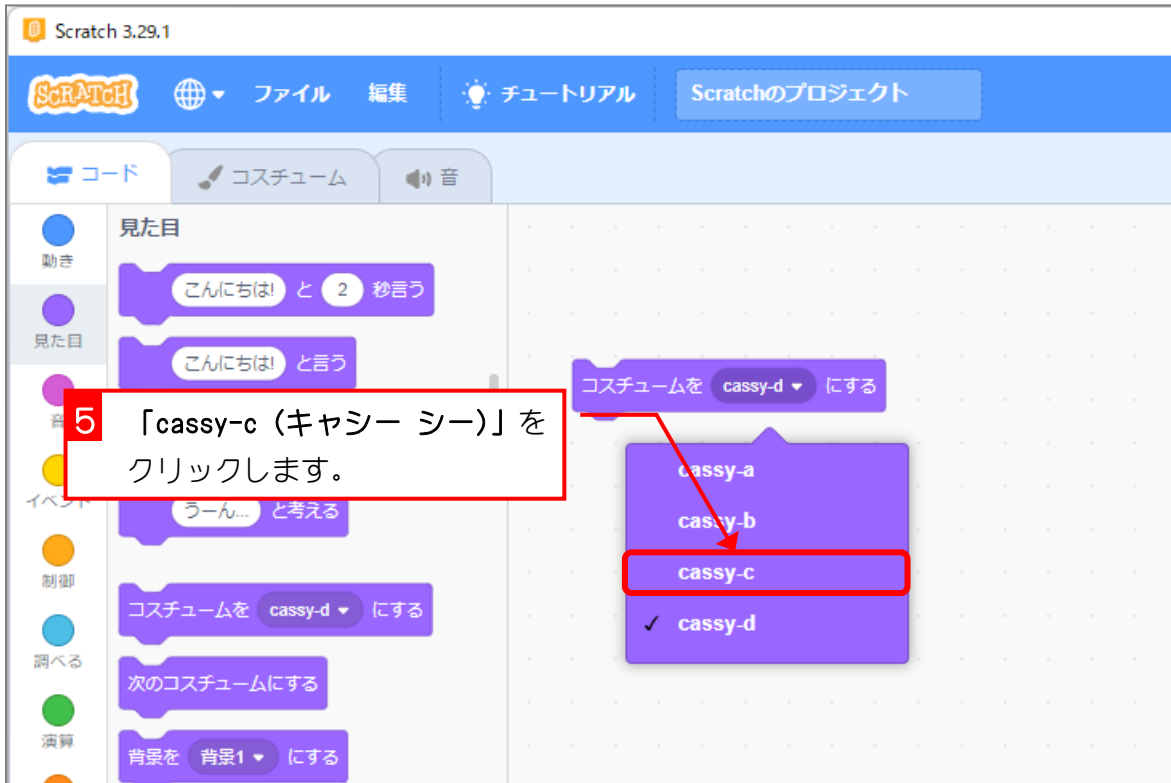 Scratch 3.29.1
SCRATCH ファイル 編集 チュートリアル Scratchのプロジェクト
コード コスチューム 音
動き
見た目
音
イベント
制御
調べる
演算
見た目
こんにちは! と 2 秒言う
こんにちは! と言う
うーん... と考える
コスチュームを cassy-d にする
次のコスチュームにする
背景を 背景1 にする
5 「cassy-c (キャシー シー)」を
クリックします。
コスチュームを cassy-d にする
cassy-a
cassy-b
cassy-c
✓ cassy-d